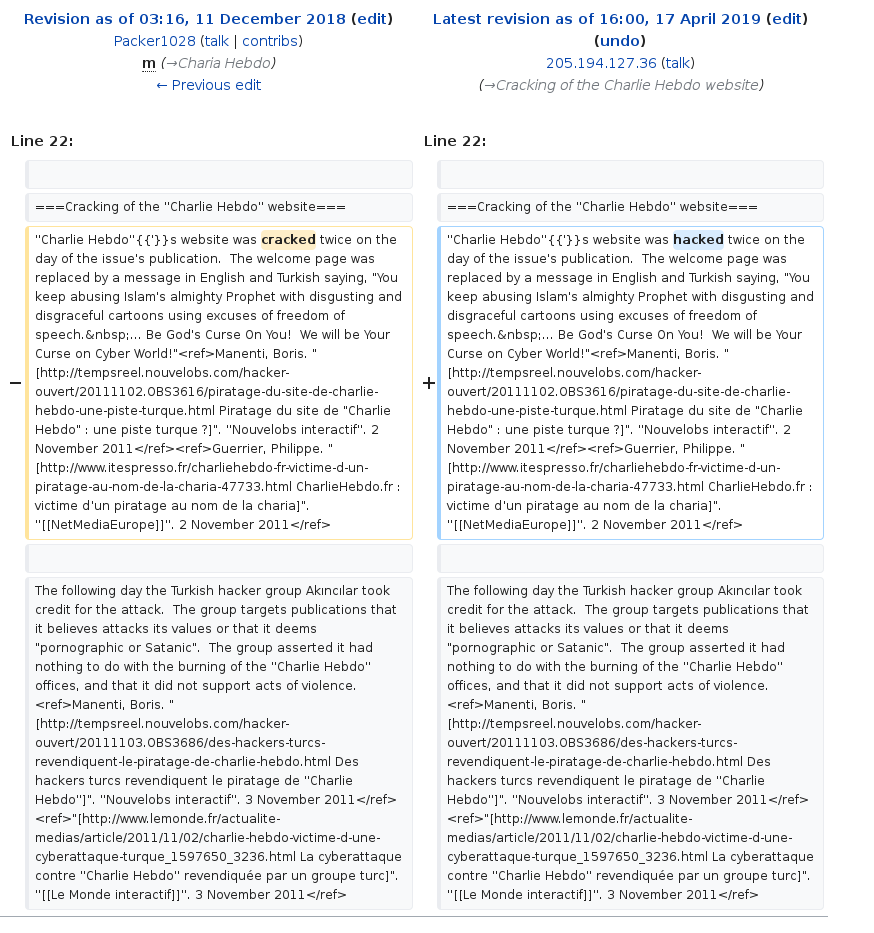 Revision as of 03:16, 11 December 2018 (edit)
Packer1028 (talk | contribs)
m (→Charia Hebdo)
← Previous edit
Latest revision as of 16:00, 17 April 2019 (edit)
(undo)
205.194.127.36 (talk)
(→Cracking of the Charlie Hebdo website)
Line 22:
Line 22:
===Cracking of the ''Charlie Hebdo'' website===
===Cracking of the ''Charlie Hebdo'' website===
−
''Charlie Hebdo''{{'}}s website was cracked twice on the
day of the issue's publication.  The welcome page was
replaced by a message in English and Turkish saying, "You
keep abusing Islam's almighty Prophet with disgusting and
disgraceful cartoons using excuses of freedom of
speech.&nbsp;... Be God's Curse On You!  We will be Your
Curse on Cyber World!"<ref>Manenti, Boris. "
[http://tempsreel.nouvelobs.com/hacker-
ouvert/20111102.OBS3616/piratage-du-site-de-charlie-
hebdo-une-piste-turque.html Piratage du site de "Charlie
Hebdo" : une piste turque ?]". ''Nouvelobs interactif''. 2
November 2011</ref><ref>Guerrier, Philippe. "
[http://www.itespresso.fr/charliehebdo-fr-victime-d-un-
piratage-au-nom-de-la-charia-47733.html CharlieHebdo.fr :
victime d'un piratage au nom de la charia]".
''[[NetMediaEurope]]''. 2 November 2011</ref>
+
''Charlie Hebdo''{{'}}s website was hacked twice on the
day of the issue's publication.  The welcome page was
replaced by a message in English and Turkish saying, "You
keep abusing Islam's almighty Prophet with disgusting and
disgraceful cartoons using excuses of freedom of
speech.&nbsp;... Be God's Curse On You!  We will be Your
Curse on Cyber World!"<ref>Manenti, Boris. "
[http://tempsreel.nouvelobs.com/hacker-
ouvert/20111102.OBS3616/piratage-du-site-de-charlie-
hebdo-une-piste-turque.html Piratage du site de "Charlie
Hebdo" : une piste turque ?]". ''Nouvelobs interactif''. 2
November 2011</ref><ref>Guerrier, Philippe. "
[http://www.itespresso.fr/charliehebdo-fr-victime-d-un-
piratage-au-nom-de-la-charia-47733.html CharlieHebdo.fr :
victime d'un piratage au nom de la charia]".
''[[NetMediaEurope]]''. 2 November 2011</ref>
The following day the Turkish hacker group Akıncılar took
credit for the attack.  The group targets publications that
it believes attacks its values or that it deems
"pornographic or Satanic".  The group asserted it had
nothing to do with the burning of the ''Charlie Hebdo''
offices, and that it did not support acts of violence.
<ref>Manenti, Boris. "
[http://tempsreel.nouvelobs.com/hacker-
ouvert/20111103.OBS3686/des-hackers-turcs-
revendiquent-le-piratage-de-charlie-hebdo.html Des
hackers turcs revendiquent le piratage de "Charlie
Hebdo"]". ''Nouvelobs interactif''. 3 November 2011</ref>
<ref>"[http://www.lemonde.fr/actualite-
medias/article/2011/11/02/charlie-hebdo-victime-d-une-
cyberattaque-turque_1597650_3236.html La cyberattaque
contre "Charlie Hebdo" revendiquée par un groupe turc]".
''[[Le Monde interactif]]''. 3 November 2011</ref>
The following day the Turkish hacker group Akıncılar took
credit for the attack.  The group targets publications that
it believes attacks its values or that it deems
"pornographic or Satanic".  The group asserted it had
nothing to do with the burning of the ''Charlie Hebdo''
offices, and that it did not support acts of violence.
<ref>Manenti, Boris. "
[http://tempsreel.nouvelobs.com/hacker-
ouvert/20111103.OBS3686/des-hackers-turcs-
revendiquent-le-piratage-de-charlie-hebdo.html Des
hackers turcs revendiquent le piratage de "Charlie
Hebdo"]". ''Nouvelobs interactif''. 3 November 2011</ref>
<ref>"[http://www.lemonde.fr/actualite-
medias/article/2011/11/02/charlie-hebdo-victime-d-une-
cyberattaque-turque_1597650_3236.html La cyberattaque
contre "Charlie Hebdo" revendiquée par un groupe turc]".
''[[Le Monde interactif]]''. 3 November 2011</ref>